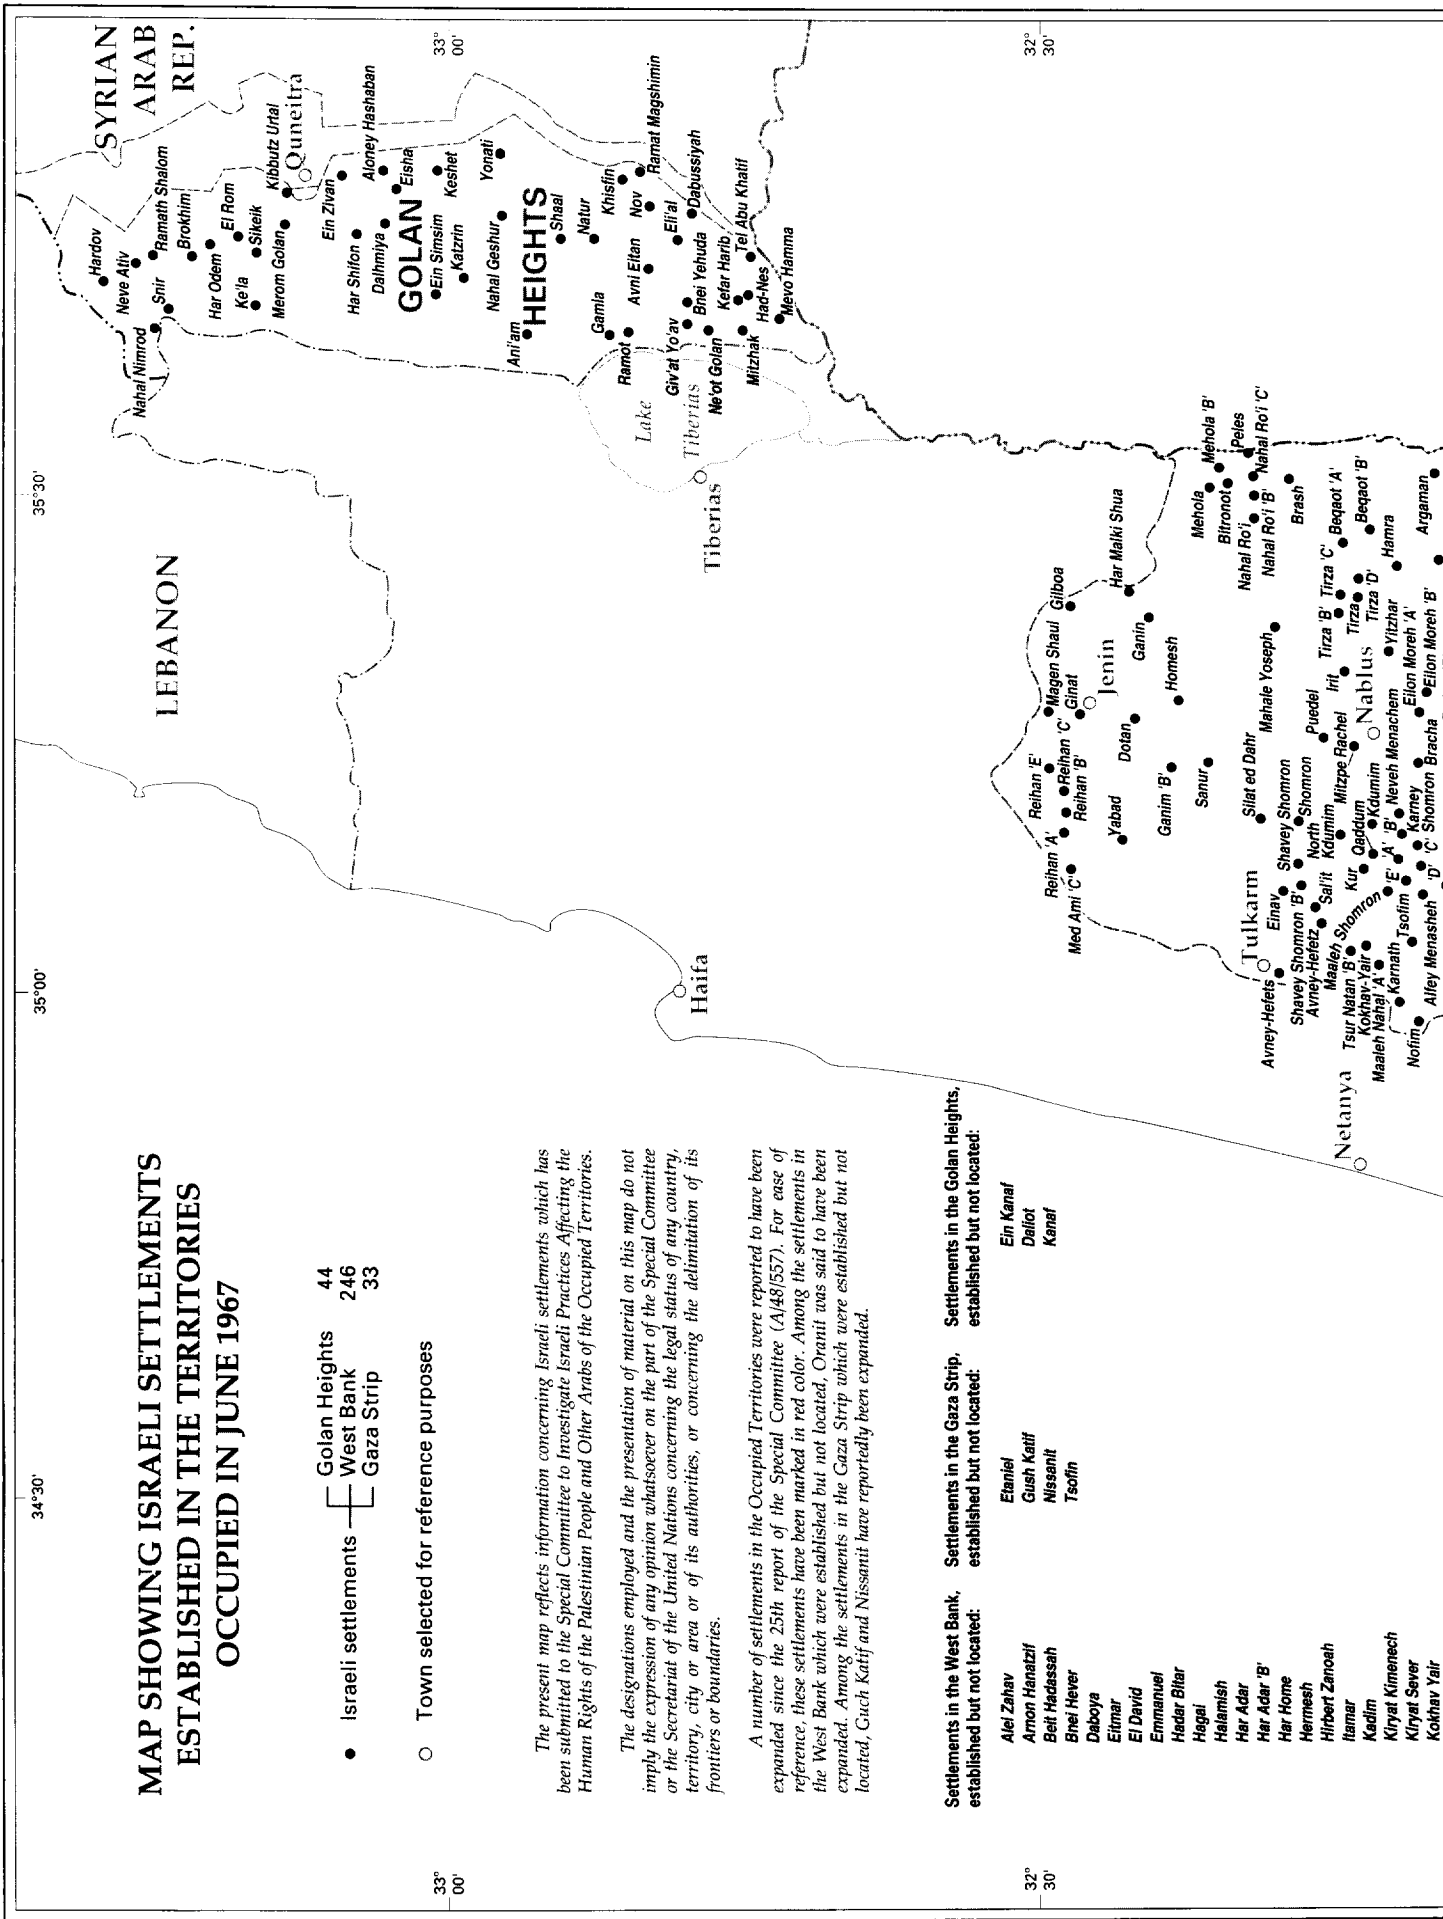 MAP SHOWING ISRAELI SETTLEMENTS
ESTABLISHED IN THE TERRITORIES
OCCUPIED IN JUNE 1967
Israeli settlements
Golan Heights 44
West Bank 246
Gaza Strip 33
Town selected for reference purposes
The present map reflects information concerning Israeli settlements which has
been submitted to the Special Committee to Investigate Israeli Practices Affecting the
Human Rights of the Palestinian People and Other Arabs of the Occupied Territories.
The designations employed and the presentation of material on this map do not
imply the expression of any opinion whatsoever on the part of the Special Committee
or the Secretariat of the United Nations concerning the legal status of any country,
territory, city or area or of its authorities, or concerning the delimitation of its
frontiers or boundaries.
A number of settlements in the Occupied Territories were reported to have been
expanded since the 25th report of the Special Committee (A/48/557). For ease of
reference, these settlements have been marked in red color. Among the settlements in
the West Bank which were established but not located, Oranit was said to have been
expanded. Among the settlements in the Gaza Strip which were established but not
located, Guch Katif and Nissanit have reportedly been expanded.
Settlements in the West Bank,
established but not located:
Alei Zahav
Amon Hanatzif
Beit Hadassah
Bnei Hever
Daboya
Eitmar
El David
Emmanuel
Hadar Bitar
Hagai
Halamish
Har Adar
Har Adar 'B'
Har Home
Hermesh
Hirbert Zanoah
Itamar
Kadim
Kiryat Kimenech
Kiryat Sever
Kokhav Yair
Settlements in the Gaza Strip,
established but not located:
Etaniel
Gush Katif
Nissanit
Tsofin
Settlements in the Golan Heights,
established but not located:
Ein Kanaf
Daliot
Kanaf
34°30'
35°00'
35°30'
33°
00'
32°
30'
33°
00'
32°
30'
LEBANON
SYRIAN
ARAB
REP.
GOLAN
HEIGHTS
Quneitra
Haifa
Tiberias
Lake
Tiberias
Netanya
Tulkarm
Jenin
Nablus
Hardov
Neve Ativ
Snir
Nahal Nimrod
Ramath Shalom
Brokhim
Har Odem
El Rom
Sikeik
Ke'la
Merom Golan
Kibbutz Urtal
Ein Zivan
Har Shifon
Dalhmiya
Aloney Hashaban
Eisha
Ein Simsim
Keshet
Katzrin
Yonati
Nahal Geshur
Ani'am
Shaal
Natur
Khisfin
Gamla
Ramot
Avni Eitan
Nov
Ramat Magshimin
Eli'al
Dabussiyah
Giv'at Yo'av
Bnei Yehuda
Ne'ot Golan
Kefar Harib
Tel Abu Khatif
Mitzhak
Had-Nes
Mevo Hamma
Gilboa
Har Malki Shua
Magen Shaul
Ginat
Ganin
Homesh
Dotan
Reihan 'E'
Reihan 'C'
Reihan 'B'
Reihan 'A'
Med Ami 'C'
Yabad
Ganim 'B'
Sanur
Mehola
Mehola 'B'
Bitronot
Peles
Nahal Ro'i
Nahal Ro'i 'C'
Nahal Ro'i 'B'
Brash
Silat ed Dahr
Mahale Yoseph
Avney-Hefets
Einav
Shavey Shomron
Shavey Shomron 'B'
North
Shomron
Puedel
Avney-Hefetz
Sal'it
Kdumim
Mitzpe Rachel
Irit
Tirza 'B'
Tirza 'C'
Tirza
Tirza 'D'
Beqaot 'A'
Beqaot 'B'
Maaleh Shomron
Tsur Natan 'B'
Kokhav-Yair
Maaleh Nahal 'A'
Kur
Qaddum
Kdumim
Neveh Menachem
Yitzhar
Hamra
Karnath
Tsofim
'E'
'A'
'B'
Karney
Shomron
Bracha
Eilon Moreh 'A'
Eilon Moreh 'B'
Argaman
Nofim
Alfey Menasheh
'D'
'C'